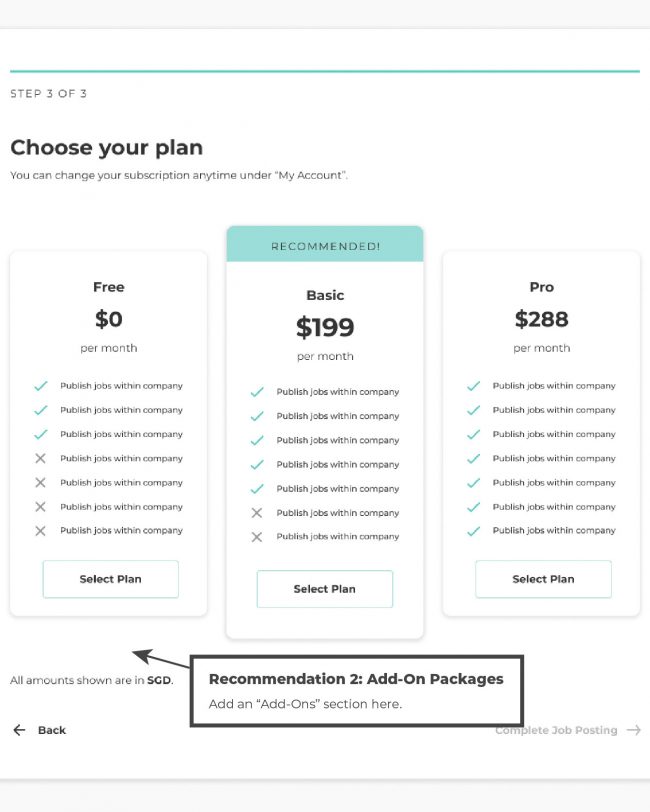 STEP 3 OF 3
Choose your plan
You can change your subscription anytime under “My Account”.
Free
$0
per month
Publish jobs within company
Publish jobs within company
Publish jobs within company
Publish jobs within company
Publish jobs within company
Publish jobs within company
Publish jobs within company
Select Plan
RECOMMENDED!
Basic
$199
per month
Publish jobs within company
Publish jobs within company
Publish jobs within company
Publish jobs within company
Publish jobs within company
Publish jobs within company
Publish jobs within company
Select Plan
Pro
$288
per month
Publish jobs within company
Publish jobs within company
Publish jobs within company
Publish jobs within company
Publish jobs within company
Publish jobs within company
Publish jobs within company
Select Plan
All amounts shown are in SGD.
Recommendation 2: Add-On Packages
Add an “Add-Ons” section here.
Back
Complete Job Posting